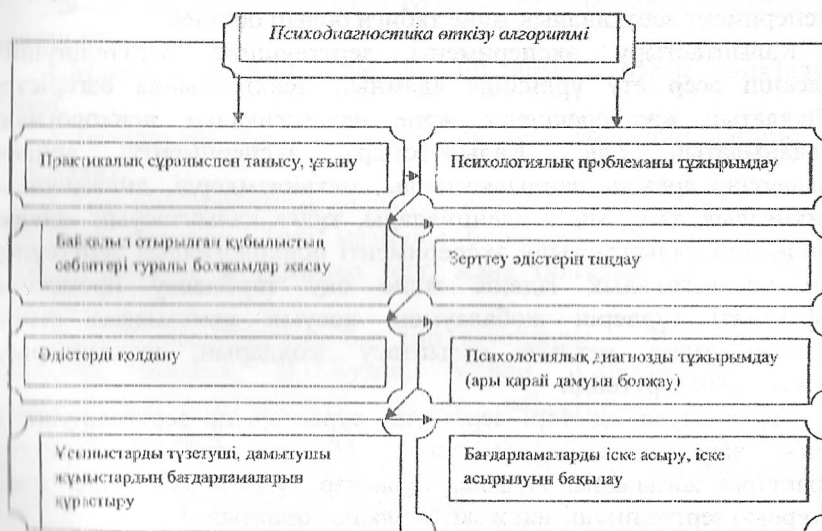 Психодиагностика өткізу алгоритмі
Практикалық сұраныспен танысу, ұғыну
Психологиялық проблеманы тұжырымдау
Байқалып отырылған құбылыстың
себептері туралы болжамдар жасау
Зерттеу әдістерін таңдау
Әдістерді қолдану
Психологиялық диагнозды тұжырымдау
(ары қарай дамуын болжау)
Ұсыныстарды түзетуші, дамытушы
жұмыстардың бағдарламаларын
құрастыру
Бағдарламаларды іске асыру, іске
асырылуын бақылау